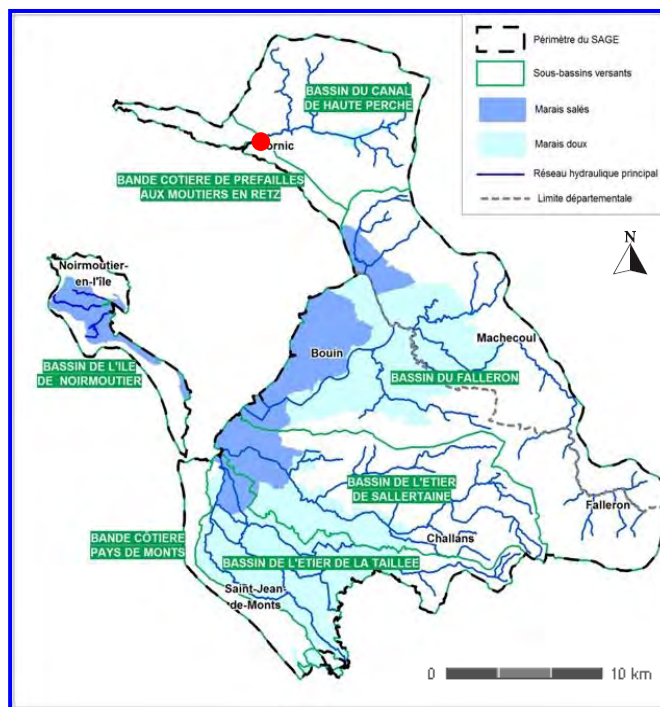 Périmètre du SAGE
Sous-bassins versants
Marais salés
Marais doux
Réseau hydraulique principal
Limite départementale
N
BASSIN DU CANAL
DE HAUTE PERCHE
ornic
BANDE COTIERE DE PREFAILLES
AUX MOUTIERS EN RETZ
Noirmoutier-
en-l'île
BASSIN DE L'ILE
DE NOIRMOUTIER
Bouin
Machecoul
BASSIN DU FALLERON
BASSIN DE L'ETIER
DE SALLERTAINE
Falleron
Challans
BANDE CÔTIERE
PAYS DE MONTS
BASSIN DE L'ETIER DE LA TAILLEE
Saint-Jean-
de-Monts
0 10 km